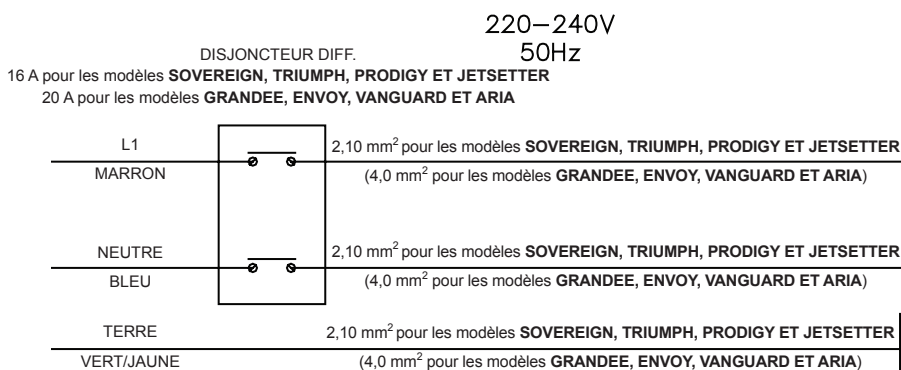 220–240V
50Hz
DISJONCTEUR DIFF.
16 A pour les modèles SOVEREIGN, TRIUMPH, PRODIGY ET JETSETTER
20 A pour les modèles GRANDEE, ENVOY, VANGUARD ET ARIA
L1
2,10 mm² pour les modèles SOVEREIGN, TRIUMPH, PRODIGY ET JETSETTER
MARRON
(4,0 mm² pour les modèles GRANDEE, ENVOY, VANGUARD ET ARIA)
NEUTRE
2,10 mm² pour les modèles SOVEREIGN, TRIUMPH, PRODIGY ET JETSETTER
BLEU
(4,0 mm² pour les modèles GRANDEE, ENVOY, VANGUARD ET ARIA)
TERRE
2,10 mm² pour les modèles SOVEREIGN, TRIUMPH, PRODIGY ET JETSETTER
VERT/JAUNE
(4,0 mm² pour les modèles GRANDEE, ENVOY, VANGUARD ET ARIA)